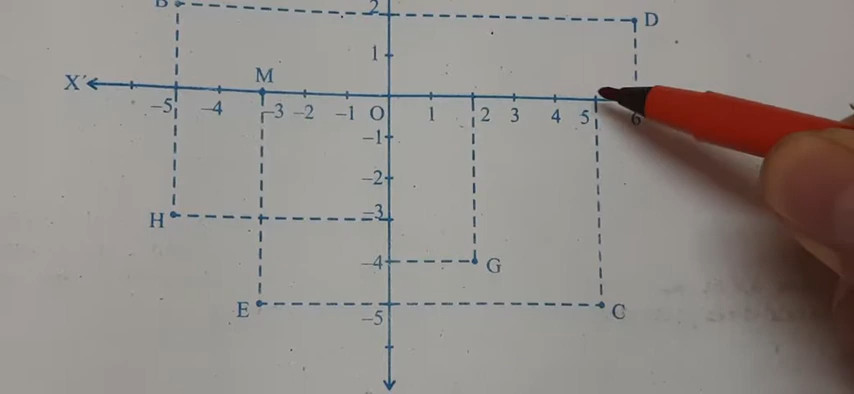 B 2 D
1
X′ M
–5 –4 –3 –2 –1 O 1 2 3 4 5 6
–1
–2
H –3
–4 G
E C
–5